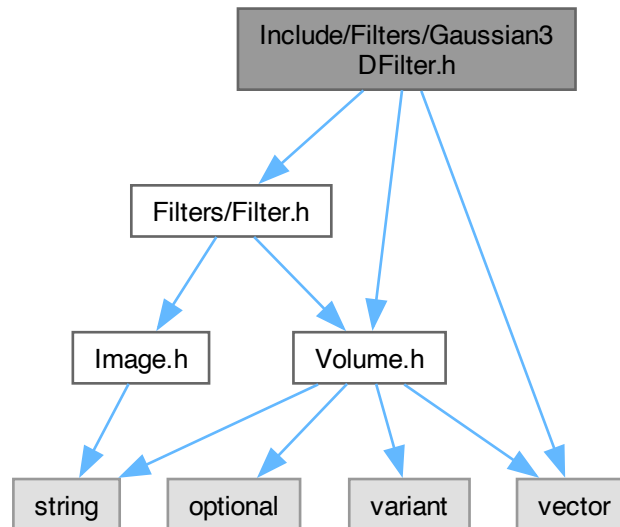 Include/Filters/Gaussian3
DFilter.h
Filters/Filter.h
Image.h
Volume.h
string
optional
variant
vector